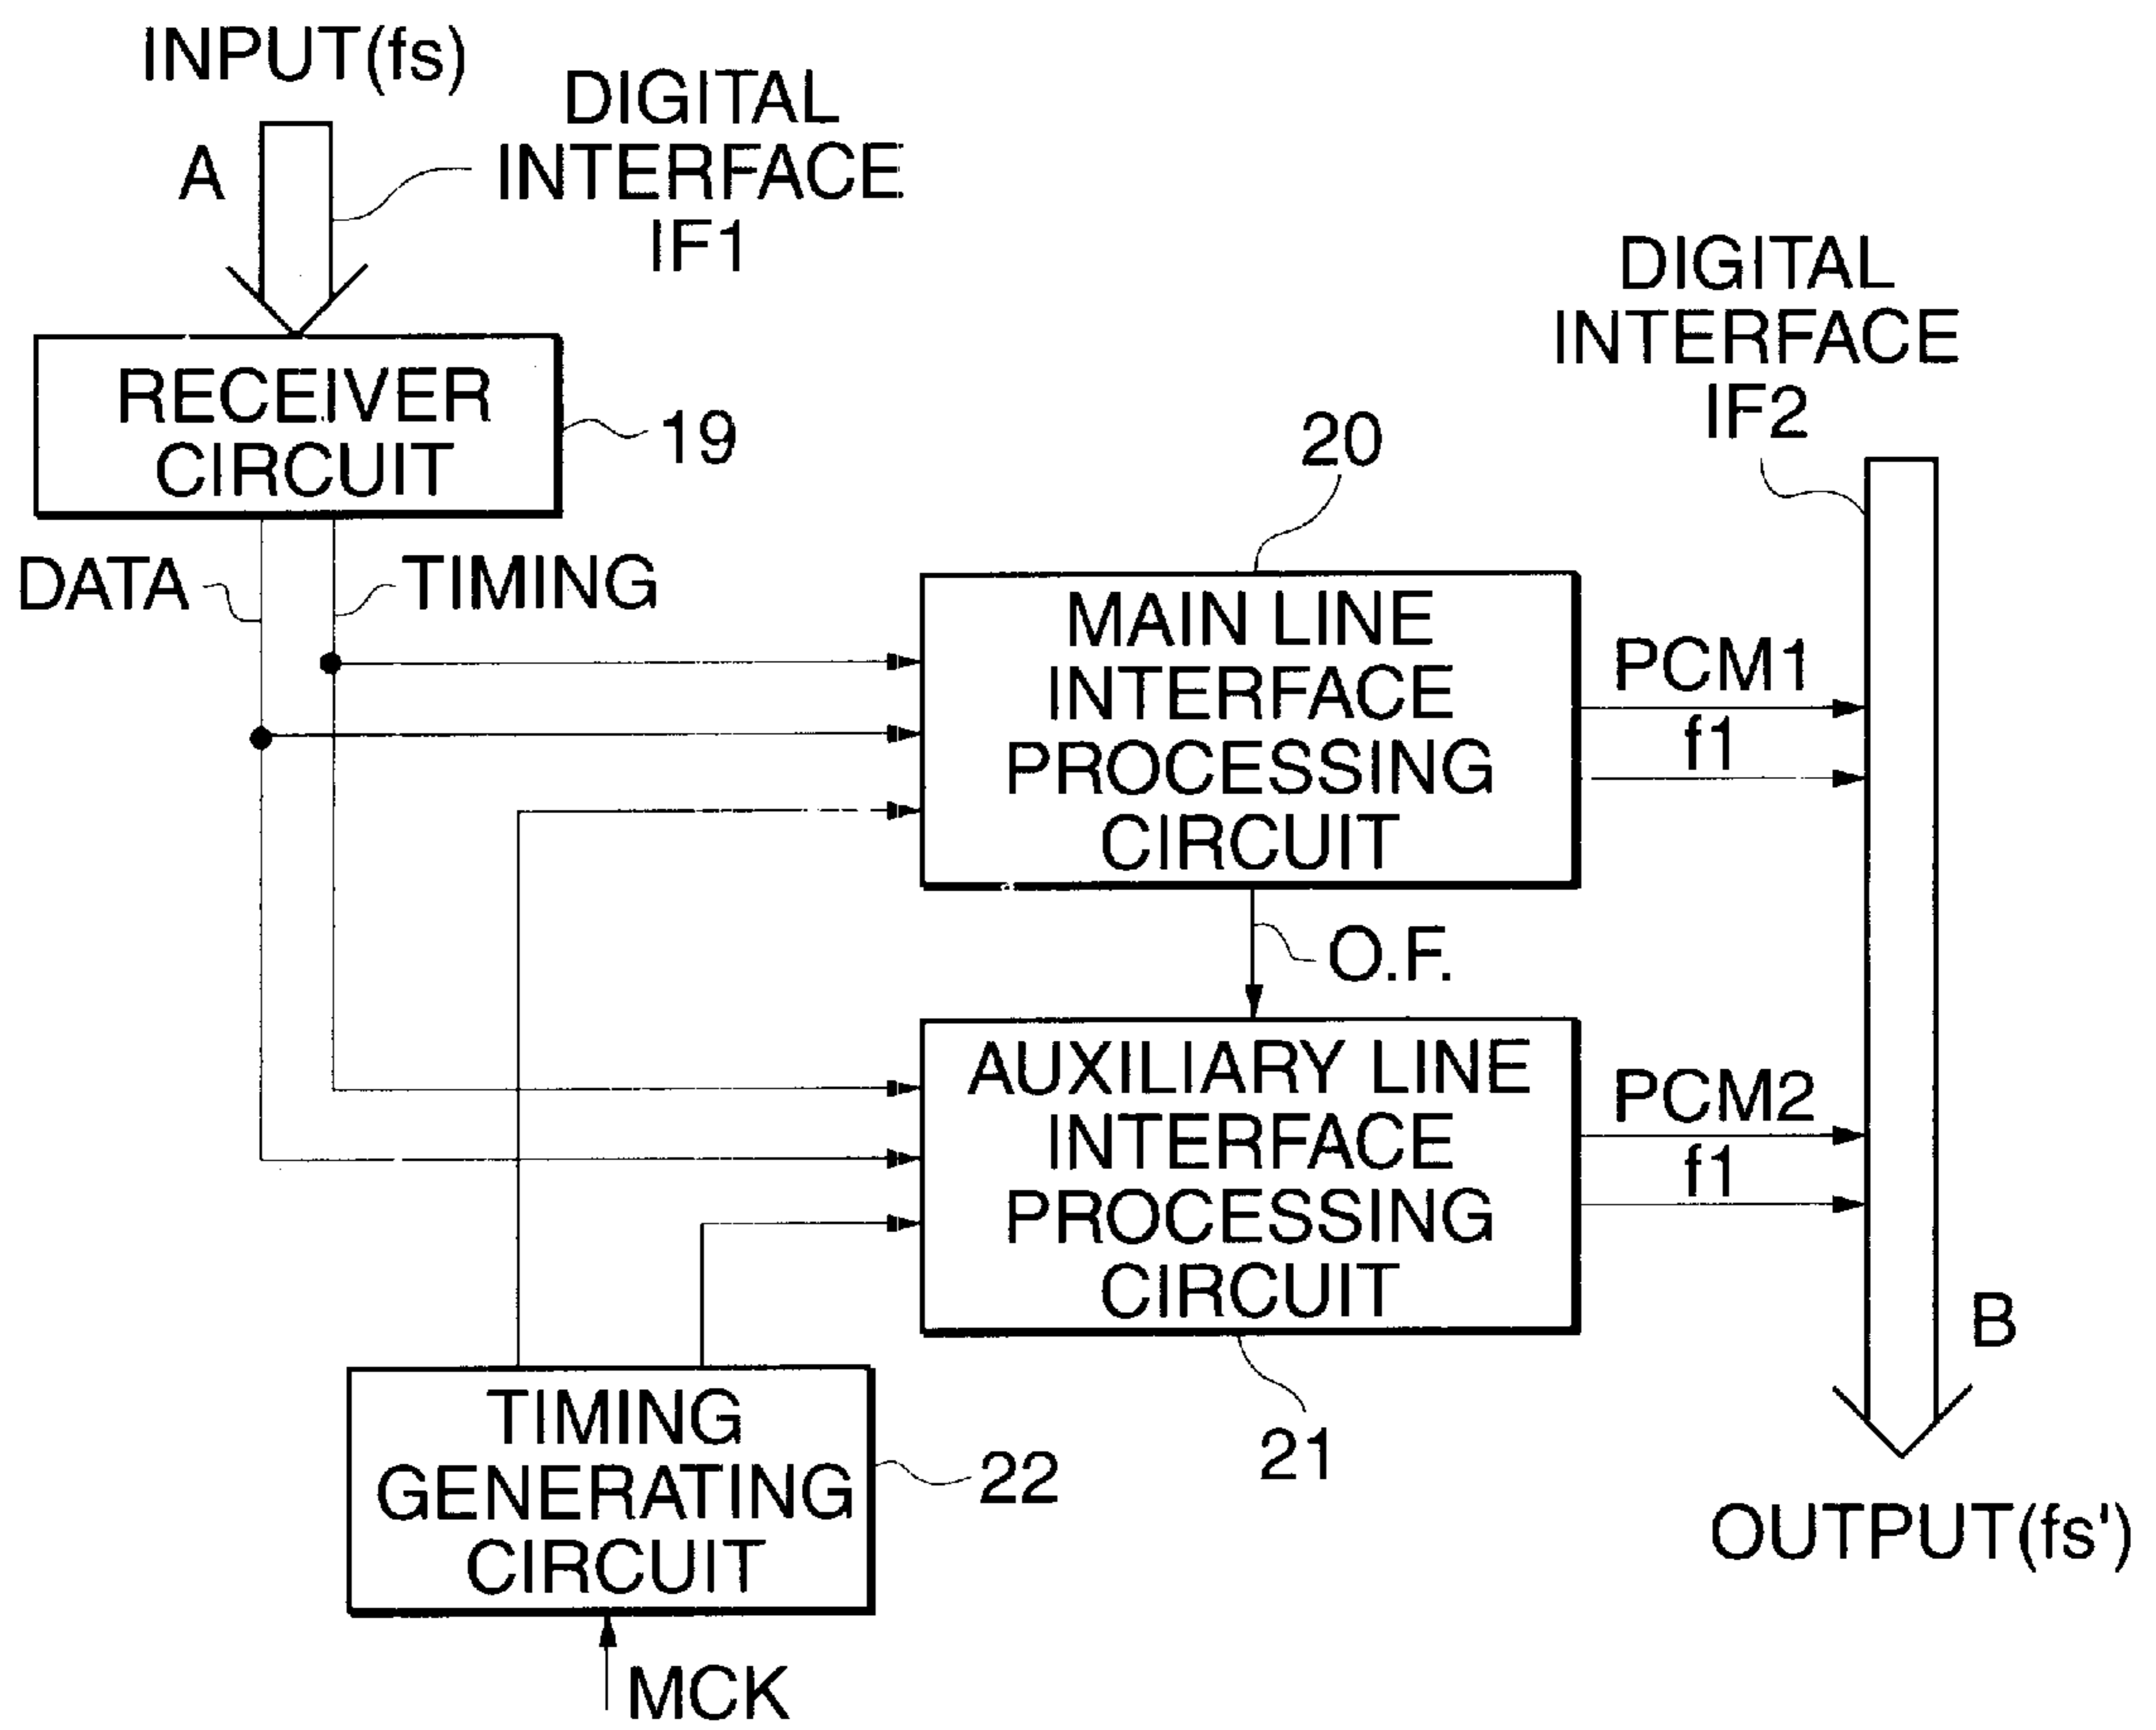 INPUT(fs)
A
DIGITAL
INTERFACE
IF1
RECEIVER
CIRCUIT
19
DATA
TIMING
20
DIGITAL
INTERFACE
IF2
MAIN LINE
INTERFACE
PROCESSING
CIRCUIT
PCM1
f1
O.F.
AUXILIARY LINE
INTERFACE
PROCESSING
CIRCUIT
PCM2
f1
B
21
TIMING
GENERATING
CIRCUIT
22
OUTPUT(fs')
MCK